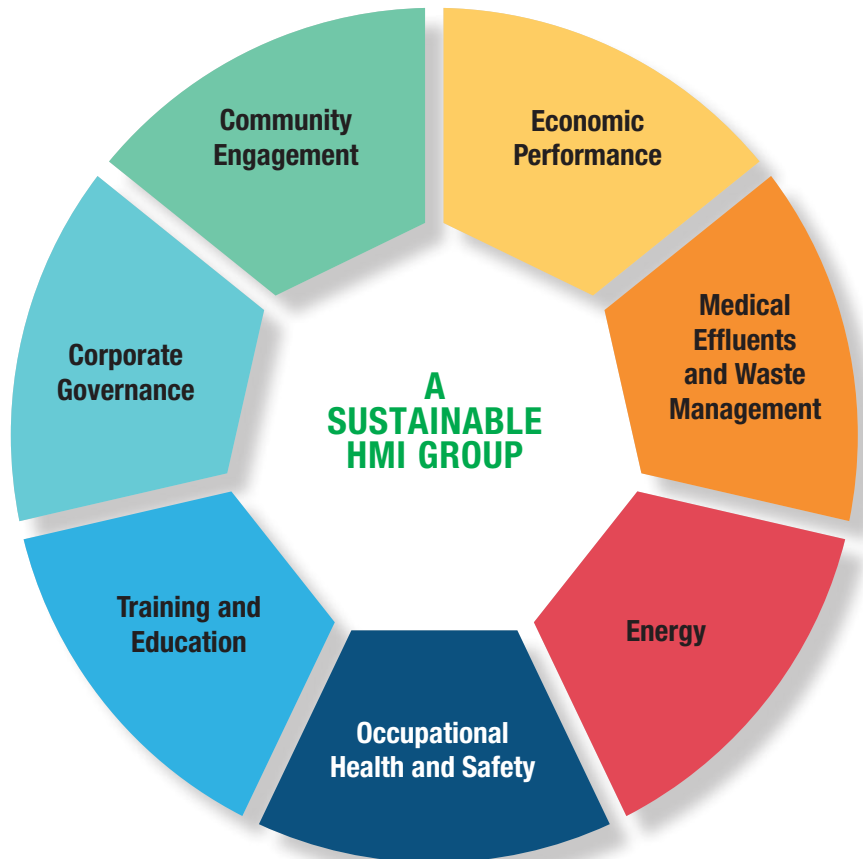 Community
Engagement
Economic
Performance
Medical
Effluents
and Waste
Management
Corporate
Governance
A
SUSTAINABLE
HMI GROUP
Training and
Education
Energy
Occupational
Health and Safety